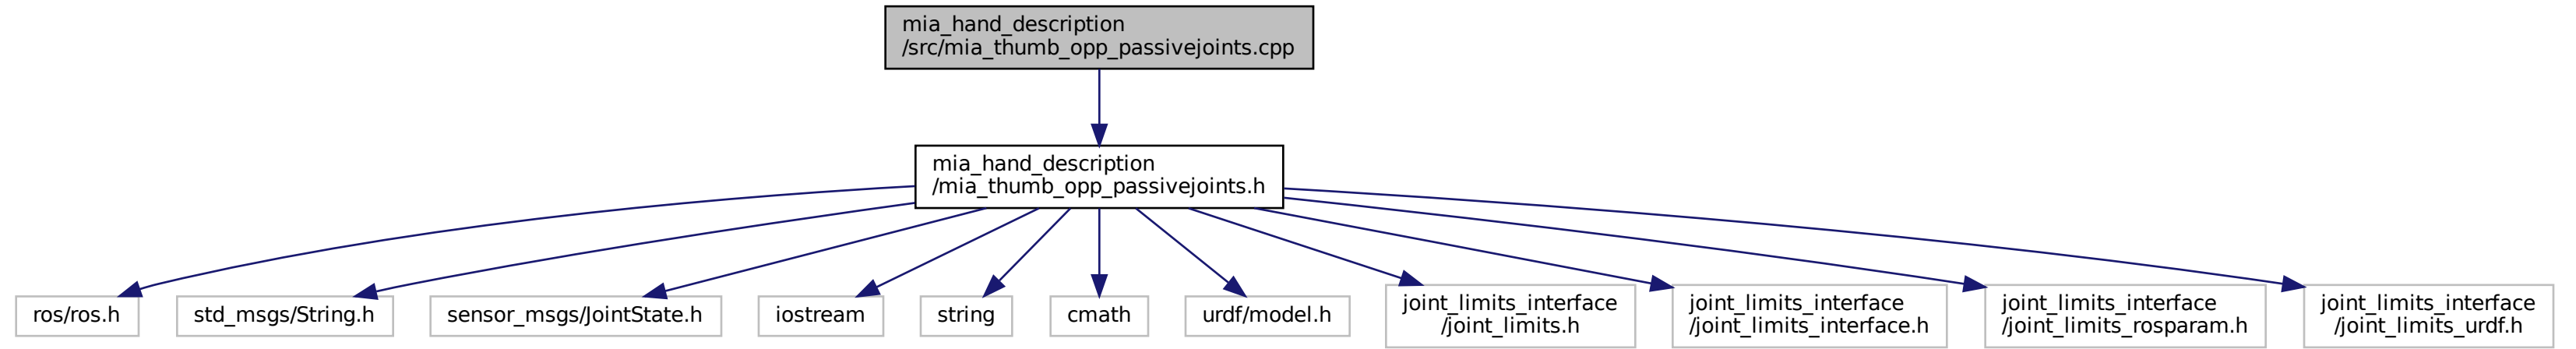 mia_hand_description
/src/mia_thumb_opp_passivejoints.cpp
mia_hand_description
/mia_thumb_opp_passivejoints.h
ros/ros.h
std_msgs/String.h
sensor_msgs/JointState.h
iostream
string
cmath
urdf/model.h
joint_limits_interface
/joint_limits.h
joint_limits_interface
/joint_limits_interface.h
joint_limits_interface
/joint_limits_rosparam.h
joint_limits_interface
/joint_limits_urdf.h